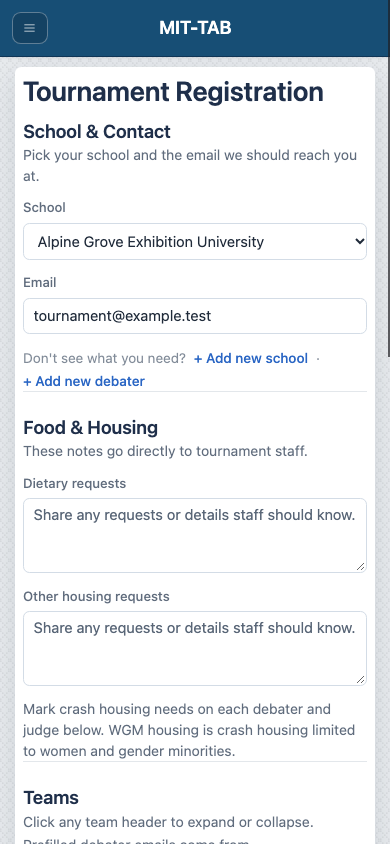 MIT-TAB
Tournament Registration
School & Contact
Pick your school and the email we should reach you
at.
School
Alpine Grove Exhibition University
Email
tournament@example.test
Don't see what you need? + Add new school ·
+ Add new debater
Food & Housing
These notes go directly to tournament staff.
Dietary requests
Share any requests or details staff should know.
Other housing requests
Share any requests or details staff should know.
Mark crash housing needs on each debater and
judge below. WGM housing is crash housing limited
to women and gender minorities.
Teams
Click any team header to expand or collapse.
Prefilled debater emails come from